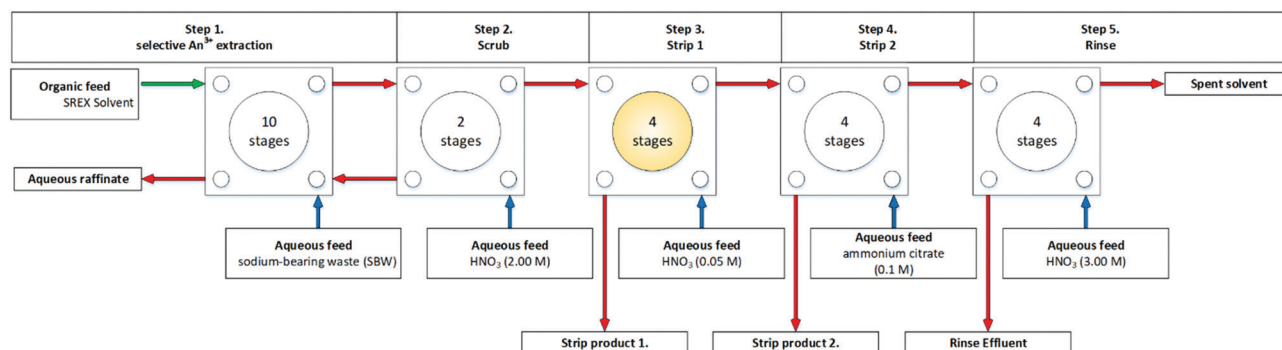 Step 1.
selective An³⁺ extraction
Step 2.
Scrub
Step 3.
Strip 1
Step 4.
Strip 2
Step 5.
Rinse
Organic feed
SREX Solvent
10
stages
2
stages
4
stages
4
stages
4
stages
Spent solvent
Aqueous raffinate
Aqueous feed
sodium-bearing waste (SBW)
Aqueous feed
HNO₃ (2.00 M)
Aqueous feed
HNO₃ (0.05 M)
Aqueous feed
ammonium citrate
(0.1 M)
Aqueous feed
HNO₃ (3.00 M)
Strip product 1.
Strip product 2.
Rinse Effluent